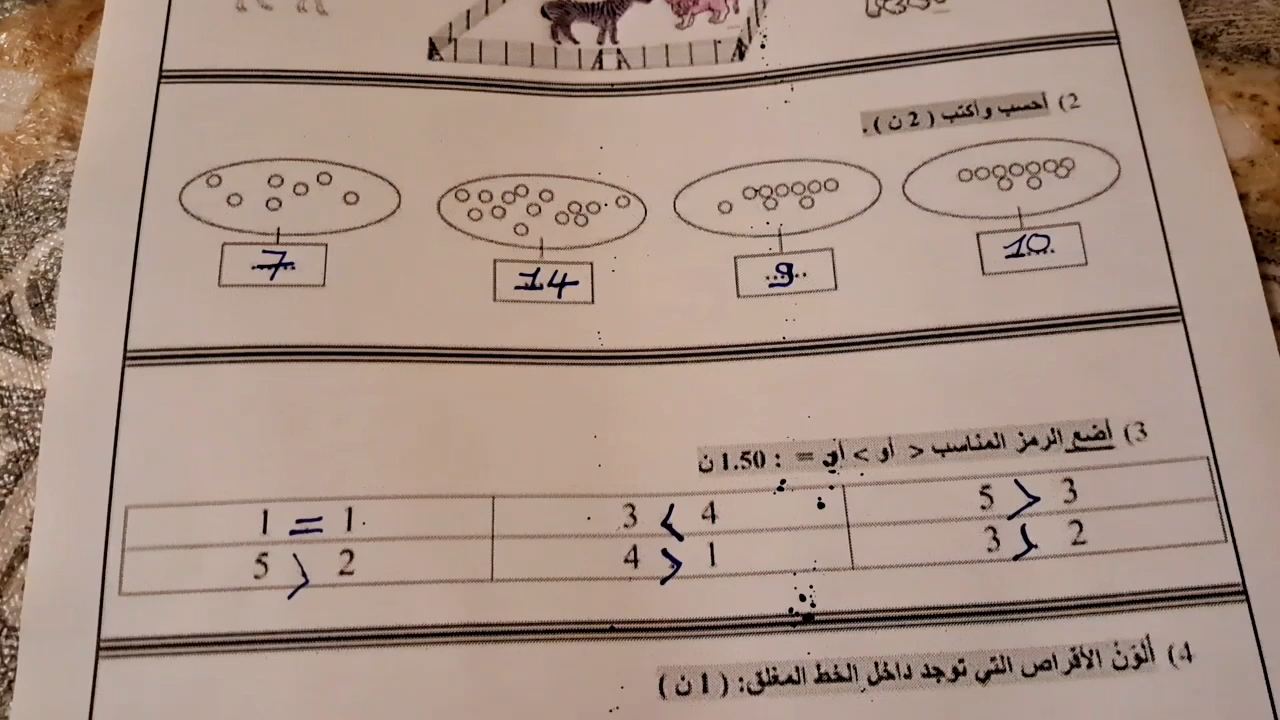 2) أحسب وأكتب ( 2 ن ) .
7 14 9 10
3) أضع الرمز المناسب > أو < أو = : 1.50 ن
1 = 1 3 < 4 5 > 3
5 > 2 4 > 1 3 > 2
4) ألوّنُ الأقراص التي توجد داخل الخط المغلق: ( 1 ن )